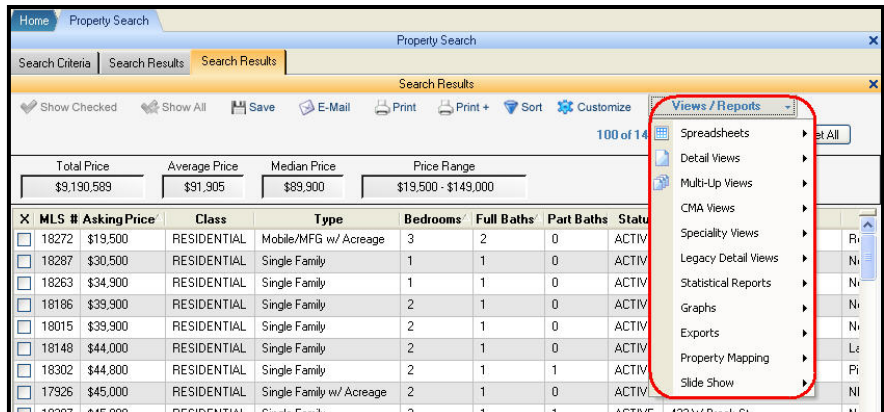 Home Property Search
Property Search
Search Criteria Search Results Search Results
Search Results
Show Checked Show All Save E-Mail Print Print + Sort Customize Views / Reports
100 of 14 et All
Spreadsheets
Detail Views
Multi-Up Views
CMA Views
Speciality Views
Legacy Detail Views
Statistical Reports
Graphs
Exports
Property Mapping
Slide Show
Total Price Average Price Median Price Price Range
$9,190,589 $91,905 $89,900 $19,500 - $149,000
X MLS # Asking Price Class Type Bedrooms Full Baths Part Baths Statu
18272 $19,500 RESIDENTIAL Mobile/MFG w/ Acreage 3 2 0 ACTIV
18287 $30,500 RESIDENTIAL Single Family 1 1 0 ACTIV
18263 $34,900 RESIDENTIAL Single Family 1 1 0 ACTIV
18186 $39,900 RESIDENTIAL Single Family 2 1 0 ACTIV
18015 $39,900 RESIDENTIAL Single Family 2 1 0 ACTIV
18148 $44,000 RESIDENTIAL Single Family 2 1 0 ACTIV
18302 $44,800 RESIDENTIAL Single Family 2 1 1 ACTIV Pi
17926 $45,000 RESIDENTIAL Single Family w/ Acreage 2 1 0 ACTIV